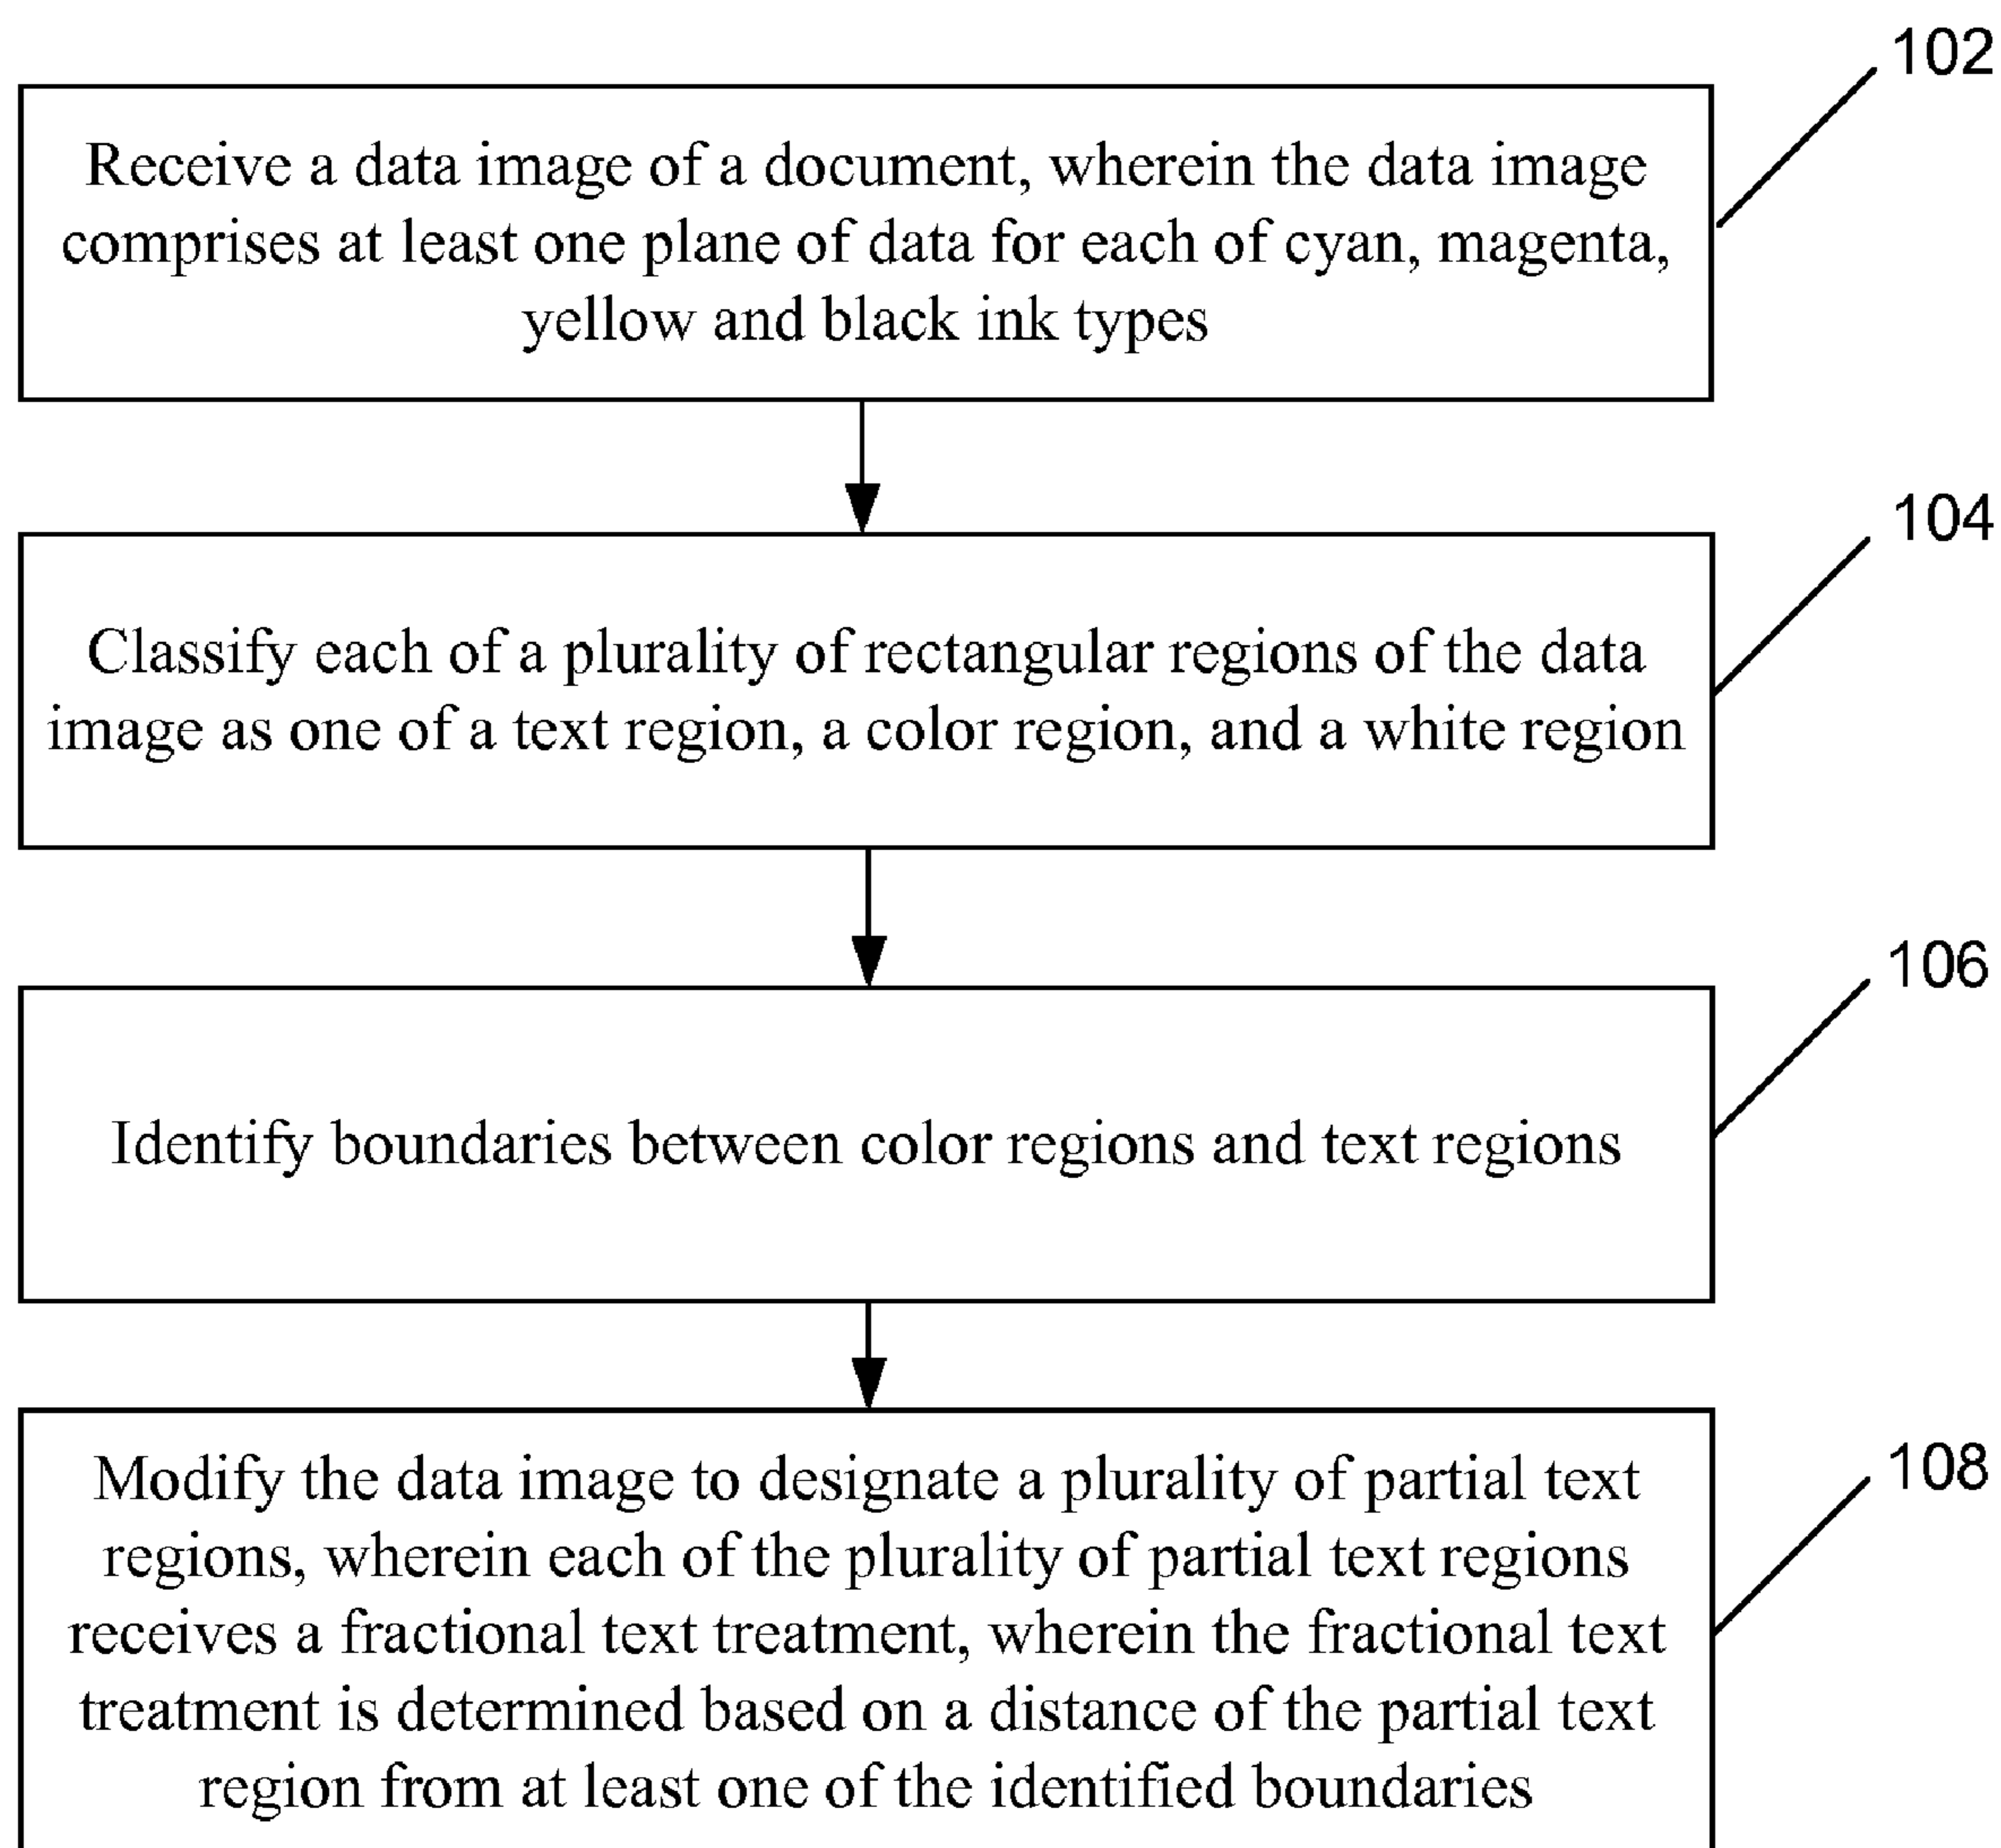 102
Receive a data image of a document, wherein the data image
comprises at least one plane of data for each of cyan, magenta,
yellow and black ink types
104
Classify each of a plurality of rectangular regions of the data
image as one of a text region, a color region, and a white region
106
Identify boundaries between color regions and text regions
108
Modify the data image to designate a plurality of partial text
regions, wherein each of the plurality of partial text regions
receives a fractional text treatment, wherein the fractional text
treatment is determined based on a distance of the partial text
region from at least one of the identified boundaries